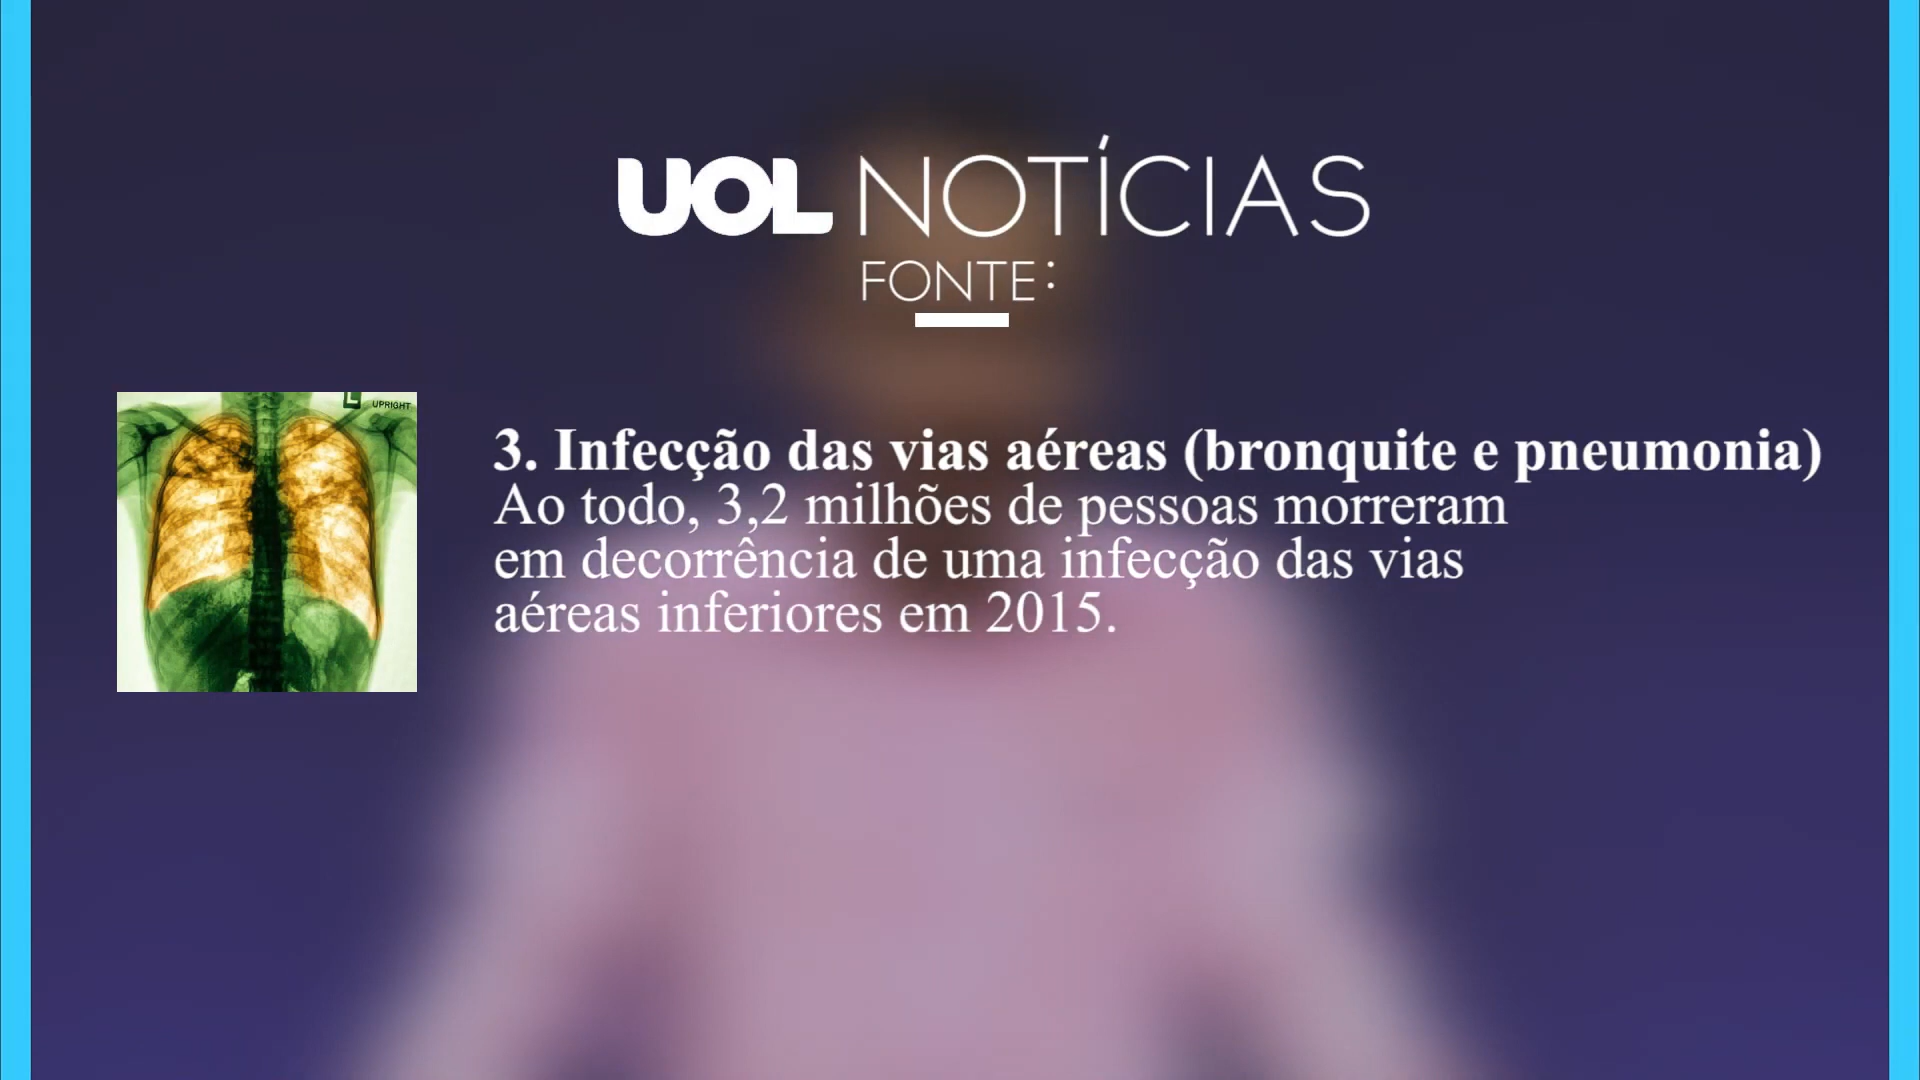 UOL NOTÍCIAS
FONTE:
L UPRIGHT
3. Infecção das vias aéreas (bronquite e pneumonia)
Ao todo, 3,2 milhões de pessoas morreram
em decorrência de uma infecção das vias
aéreas inferiores em 2015.